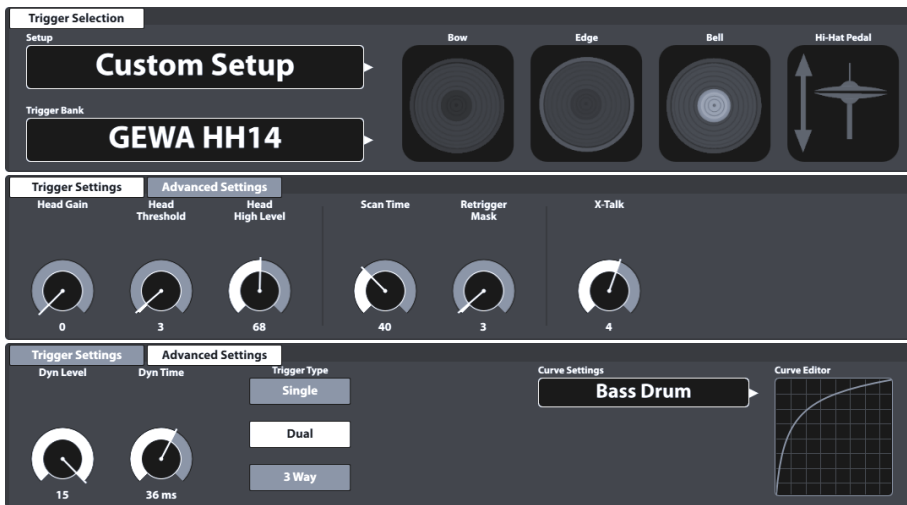 Trigger Selection
Setup
Custom Setup
Trigger Bank
GEWA HH14
Bow
Edge
Bell
Hi-Hat Pedal
Trigger Settings
Advanced Settings
Head Gain
Head
Threshold
Head
High Level
Scan Time
Retrigger
Mask
X-Talk
0
3
68
40
3
4
Trigger Settings
Advanced Settings
Dyn Level
Dyn Time
Trigger Type
Single
Dual
3 Way
15
36 ms
Curve Settings
Bass Drum
Curve Editor